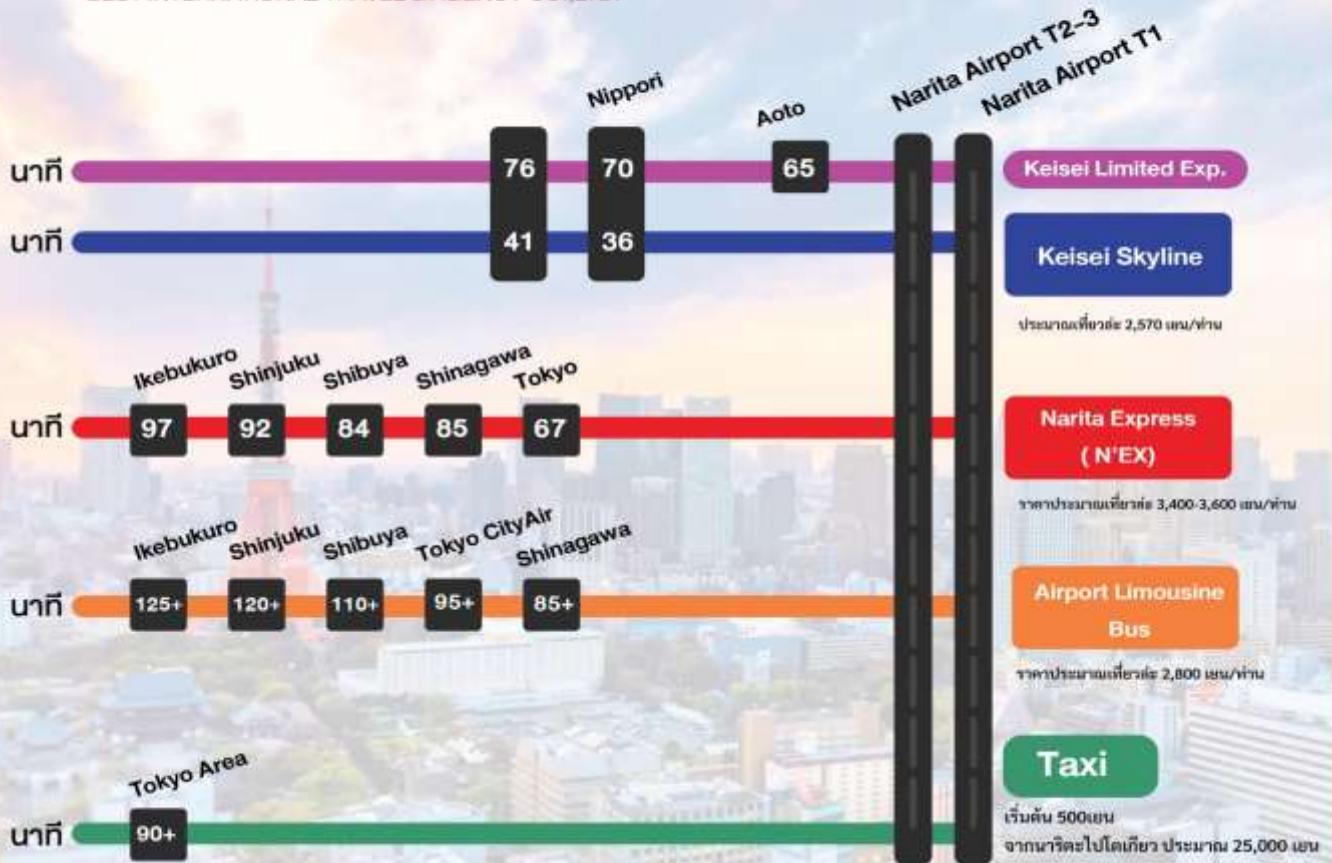 Nippori
Aoto
Narita Airport T2-3
Narita Airport T1
นาที
76
70
65
Keisei Limited Exp.
นาที
41
36
Keisei Skyline
ประมาณเที่ยวละ 2,570 เยน/ท่าน
Ikebukuro
Shinjuku
Shibuya
Shinagawa
Tokyo
นาที
97
92
84
85
67
Narita Express
( N'EX)
ราคาประมาณเที่ยวละ 3,400-3,600 เยน/ท่าน
Ikebukuro
Shinjuku
Shibuya
Tokyo CityAir
Shinagawa
นาที
125+
120+
110+
95+
85+
Airport Limousine
Bus
ราคาประมาณเที่ยวละ 2,800 เยน/ท่าน
Tokyo Area
นาที
90+
Taxi
เริ่มต้น 500เยน
จากนาริตะไปโตเกียว ประมาณ 25,000 เยน